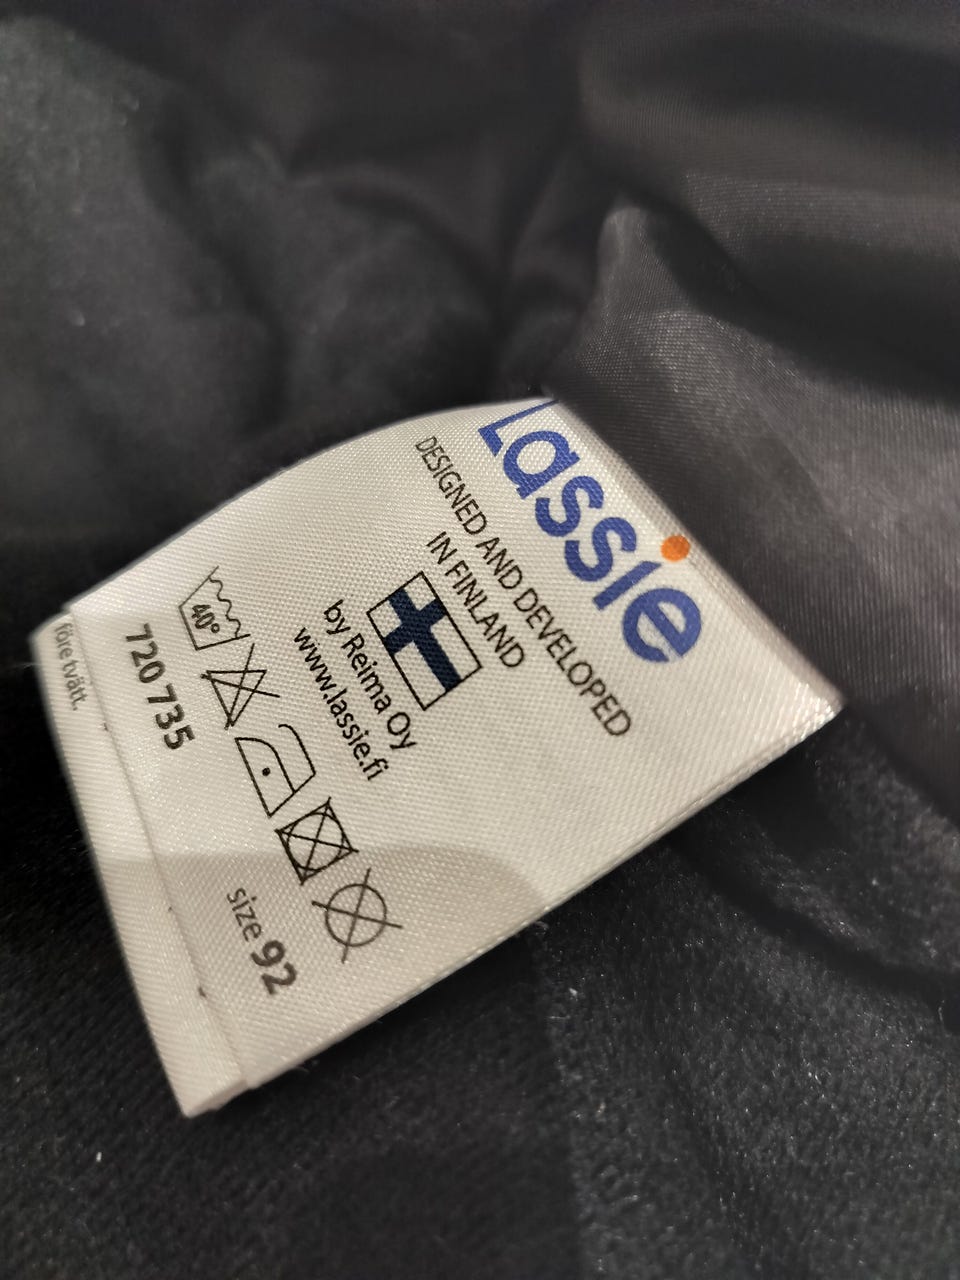 Lassie
DESIGNED AND DEVELOPED
IN FINLAND
by Reima Oy
www.lassie.fi
40°
720 735
size 92
före tvätt.